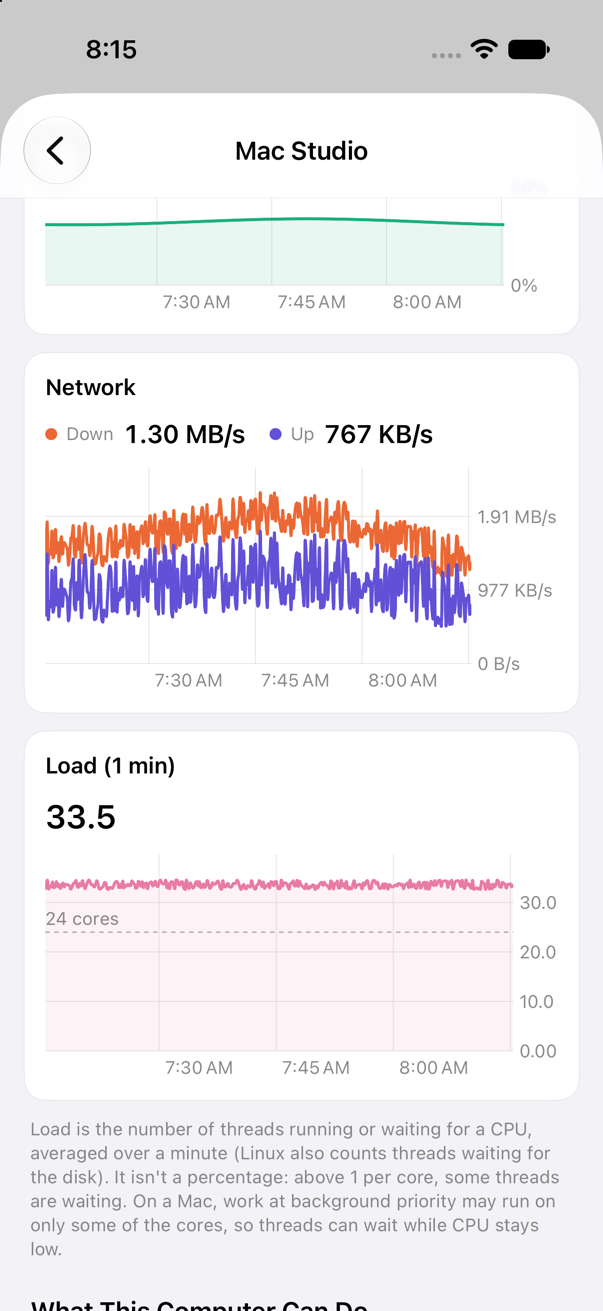 8:15
Mac Studio
50%
0%
7:30 AM 7:45 AM 8:00 AM
Network
Down 1.30 MB/s Up 767 KB/s
1.91 MB/s
977 KB/s
0 B/s
7:30 AM 7:45 AM 8:00 AM
Load (1 min)
33.5
30.0
24 cores
20.0
10.0
0.00
7:30 AM 7:45 AM 8:00 AM
Load is the number of threads running or waiting for a CPU,
averaged over a minute (Linux also counts threads waiting for
the disk). It isn't a percentage: above 1 per core, some threads
are waiting. On a Mac, work at background priority may run on
only some of the cores, so threads can wait while CPU stays
low.
What This Computer Can Do